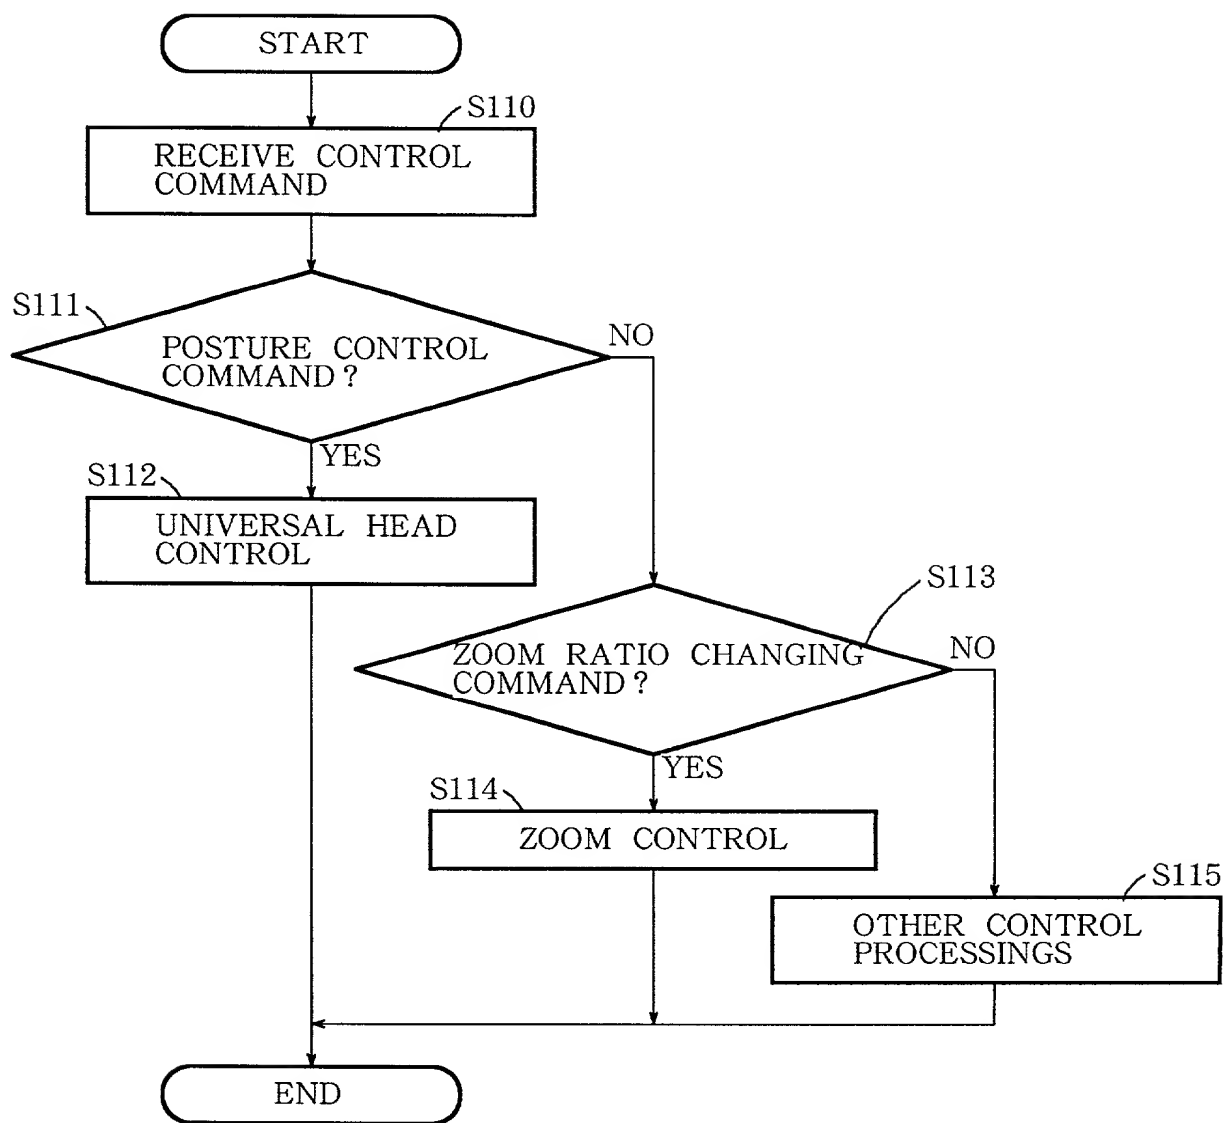 START
S110
RECEIVE CONTROL
COMMAND
S111
POSTURE CONTROL
COMMAND?
NO
YES
S112
UNIVERSAL HEAD
CONTROL
S113
ZOOM RATIO CHANGING
COMMAND?
NO
YES
S114
ZOOM CONTROL
S115
OTHER CONTROL
PROCESSINGS
END